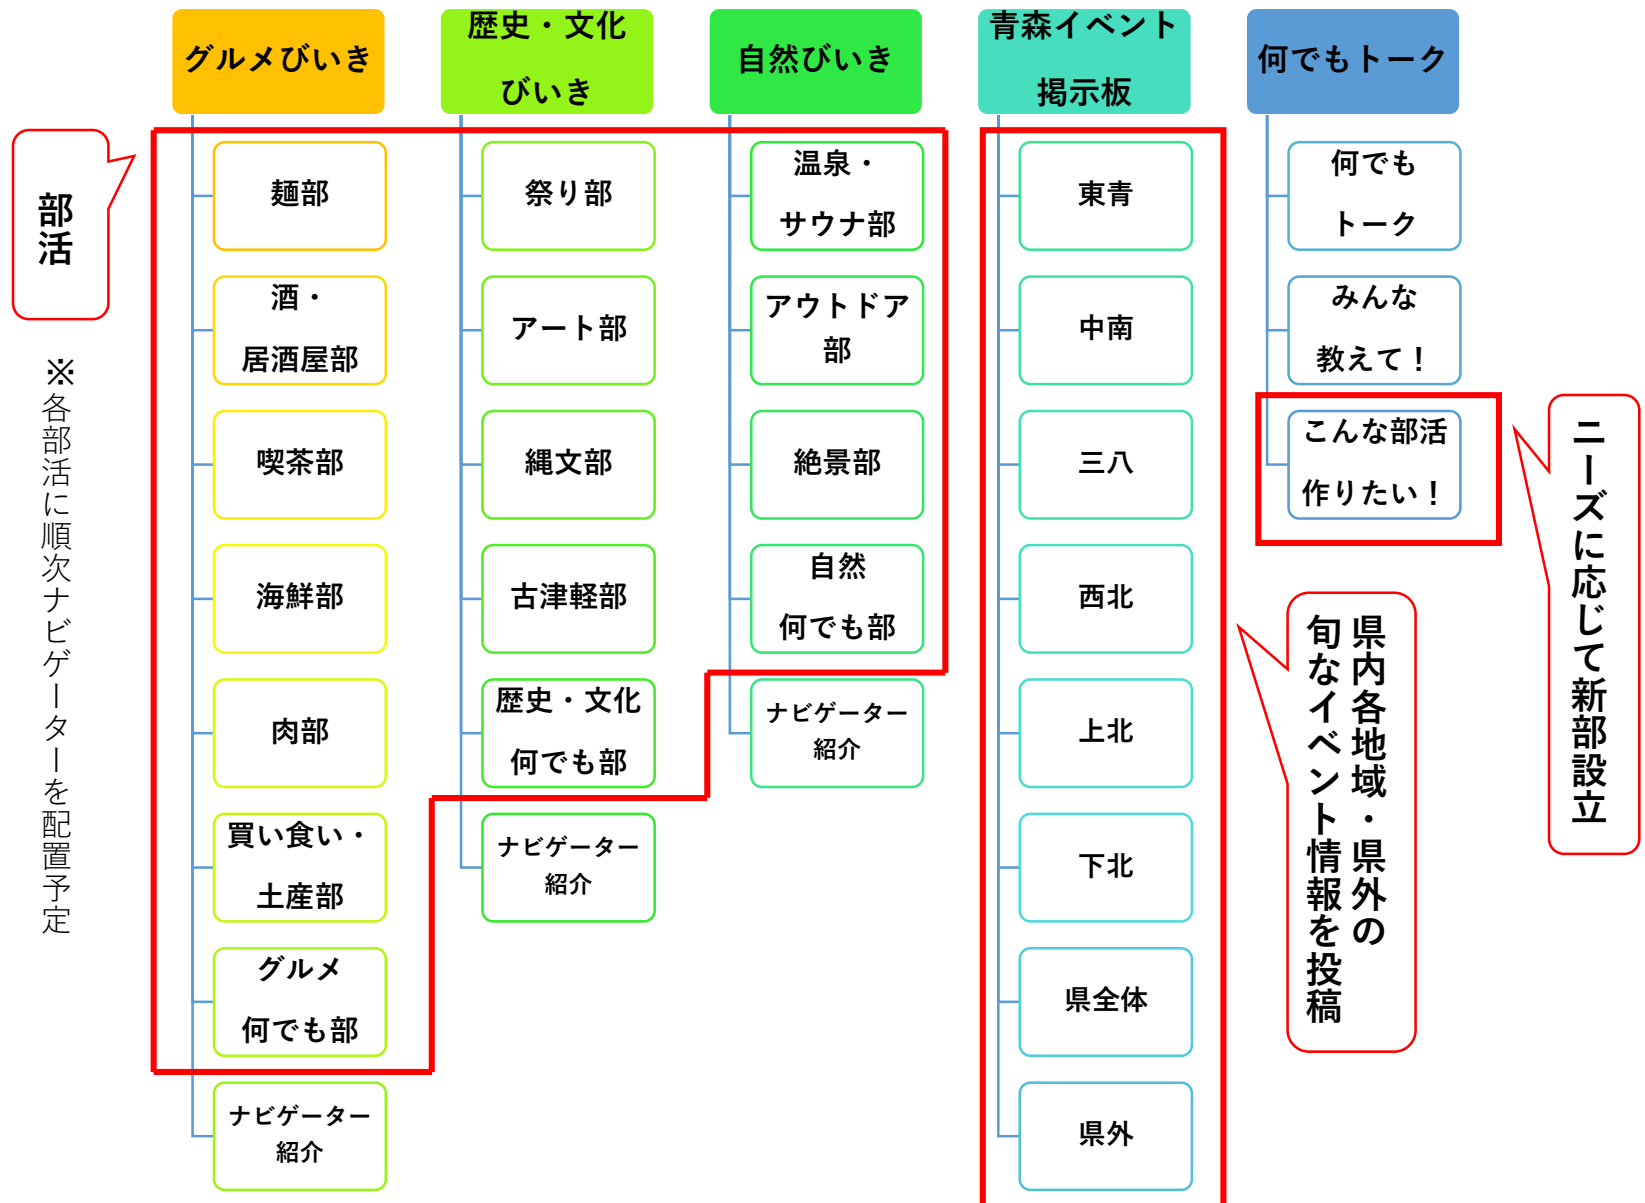 グルメびいき
歴史・文化
びいき
自然びいき
青森イベント
掲示板
何でもトーク
部活
※各部活に順次ナビゲーターを配置予定
麺部
酒・
居酒屋部
喫茶部
海鮮部
肉部
買い食い・
土産部
グルメ
何でも部
ナビゲーター
紹介
祭り部
アート部
縄文部
古津軽部
歴史・文化
何でも部
ナビゲーター
紹介
温泉・
サウナ部
アウトドア
部
絶景部
自然
何でも部
ナビゲーター
紹介
東青
中南
三八
西北
上北
下北
県全体
県外
県内各地域・県外の
旬なイベント情報を投稿
何でも
トーク
みんな
教えて！
こんな部活
作りたい！
ニーズに応じて新部設立